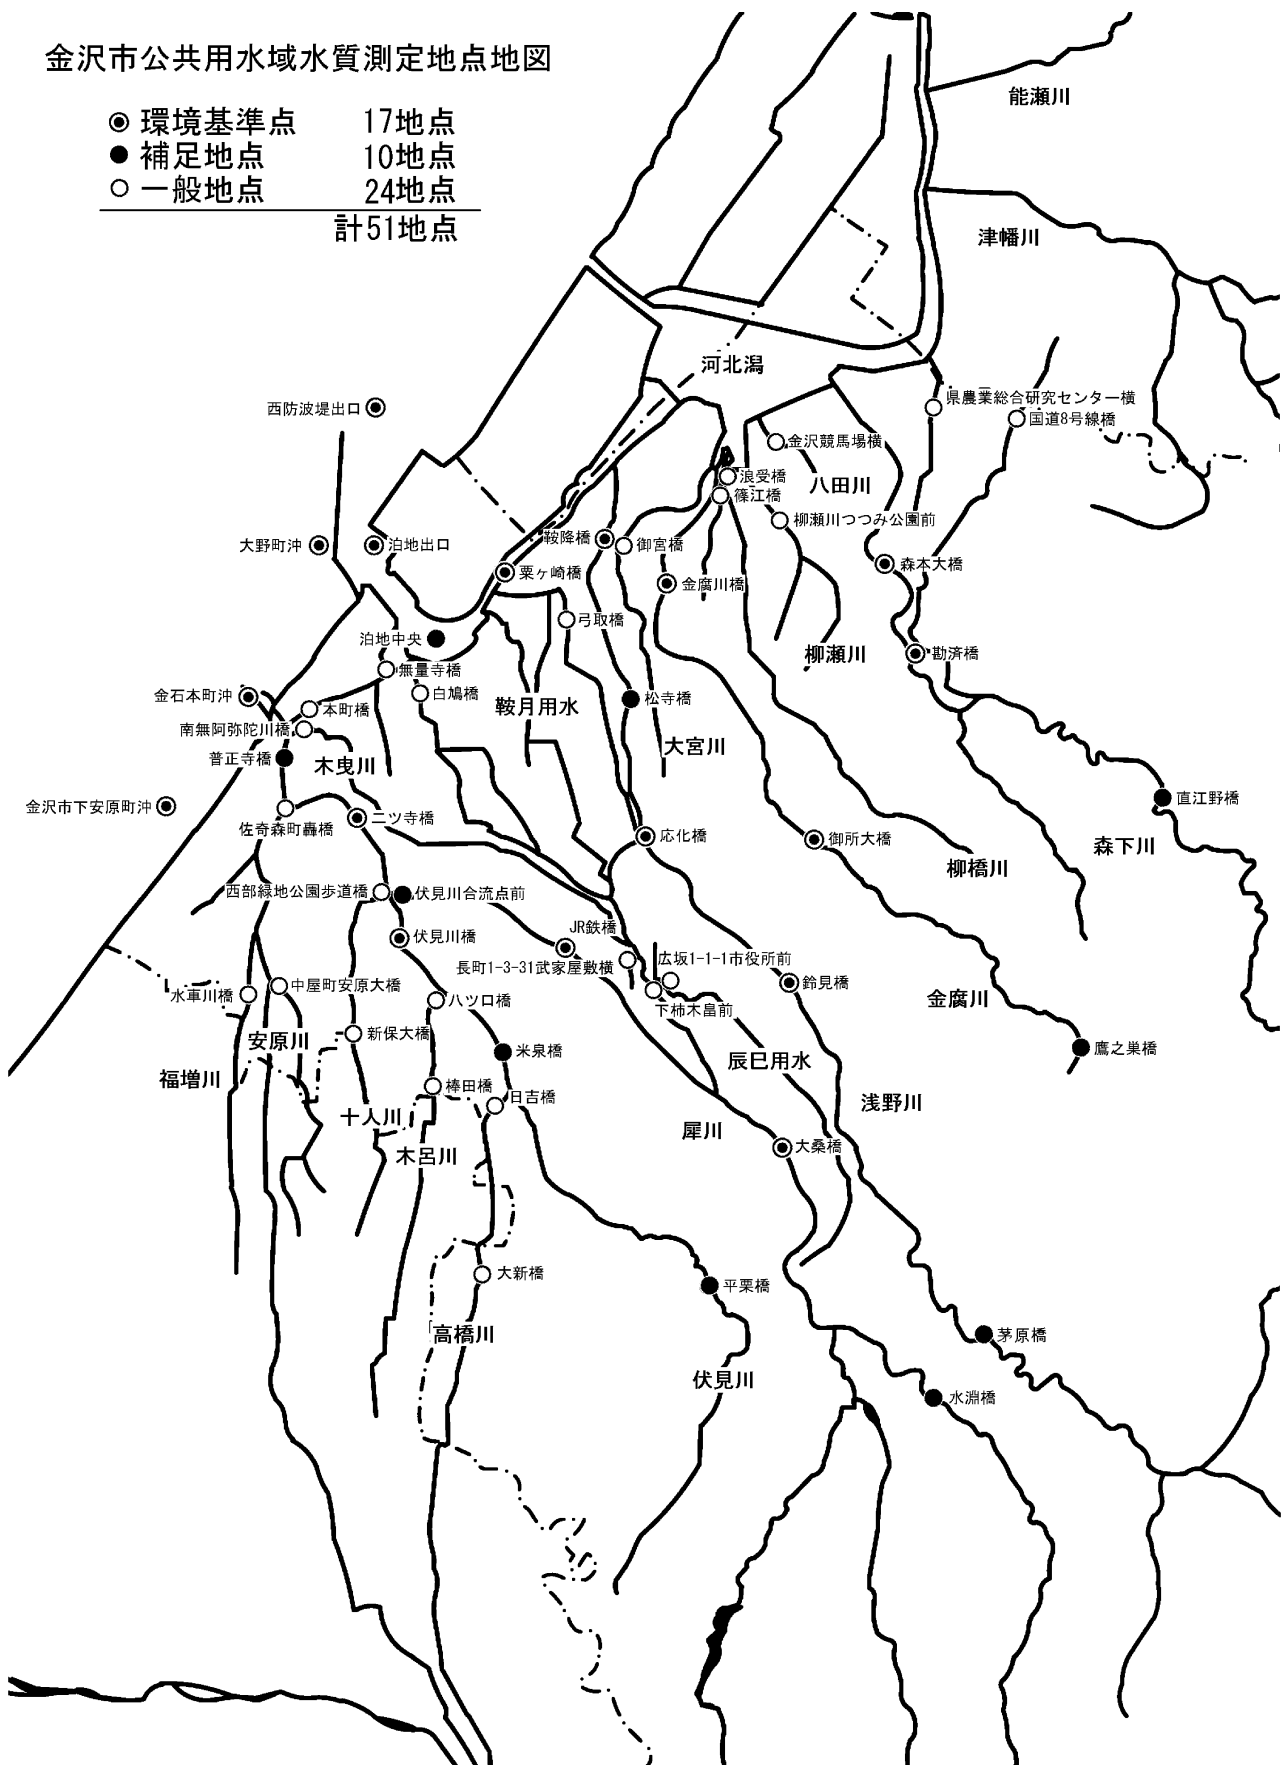 金沢市公共用水域水質測定地点地図
環境基準点 17地点
補足地点 10地点
一般地点 24地点
計51地点
能瀬川
津幡川
河北潟
県農業総合研究センター横
西防波堤出口
国道8号線橋
金沢競馬場横
浪受橋
八田川
篠江橋
柳瀬川つつみ公園前
鞍降橋
大野町沖
泊地出口
御宮橋
森本大橋
粟ヶ崎橋
金腐川橋
弓取橋
泊地中央
柳瀬川
勘済橋
無量寺橋
金石本町沖
白鳩橋
松寺橋
鞍月用水
本町橋
南無阿弥陀川橋
大宮川
普正寺橋
木曳川
直江野橋
金沢市下安原町沖
二ツ寺橋
佐奇森町轟橋
応化橋
御所大橋
森下川
柳橋川
西部緑地公園歩道橋
伏見川合流点前
JR鉄橋
伏見川橋
長町1-3-31武家屋敷横
広坂1-1-1市役所前
鈴見橋
水車川橋
中屋町安原大橋
八ツ口橋
下柿木畠前
金腐川
新保大橋
安原川
米泉橋
鷹之巣橋
辰巳用水
福増川
棒田橋
日吉橋
浅野川
十人川
犀川
大桑橋
木呂川
大新橋
平栗橋
高橋川
茅原橋
伏見川
水淵橋